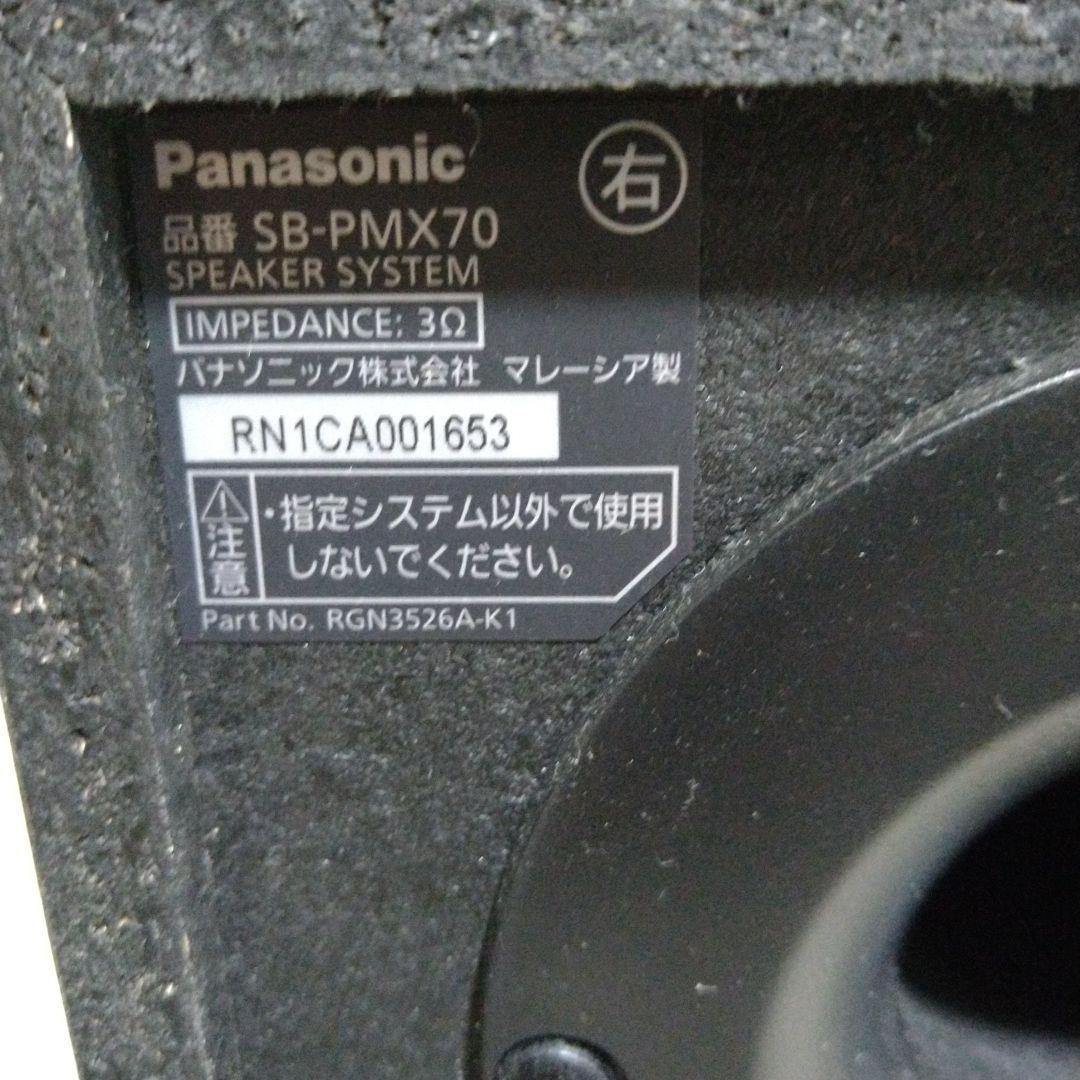 Panasonic
右
品番 SB-PMX70
SPEAKER SYSTEM
IMPEDANCE: 3Ω
パナソニック株式会社 マレーシア製
RN1CA001653
注意
・指定システム以外で使用
しないでください。
Part No. RGN3526A-K1